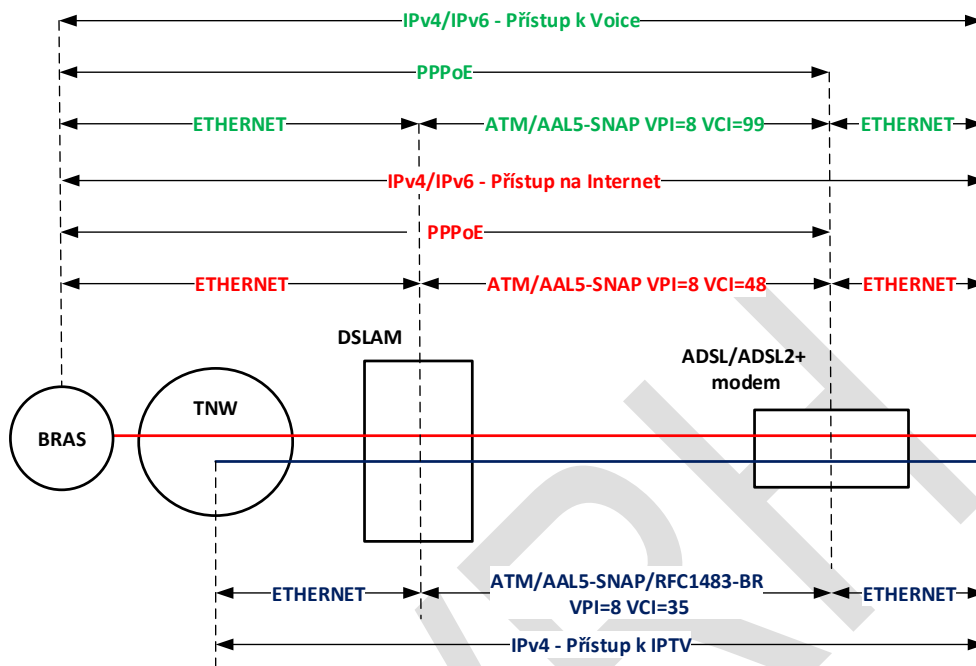 IPv4/IPv6 - Přístup k Voice
PPPoE
ETHERNET
ATM/AAL5-SNAP VPI=8 VCI=99
ETHERNET
IPv4/IPv6 - Přístup na Internet
PPPoE
ETHERNET
ATM/AAL5-SNAP VPI=8 VCI=48
ETHERNET
DSLAM
ADSL/ADSL2+
modem
TNW
BRAS
ETHERNET
ATM/AAL5-SNAP/RFC1483-BR
VPI=8 VCI=35
ETHERNET
IPv4 - Přístup k IPTV